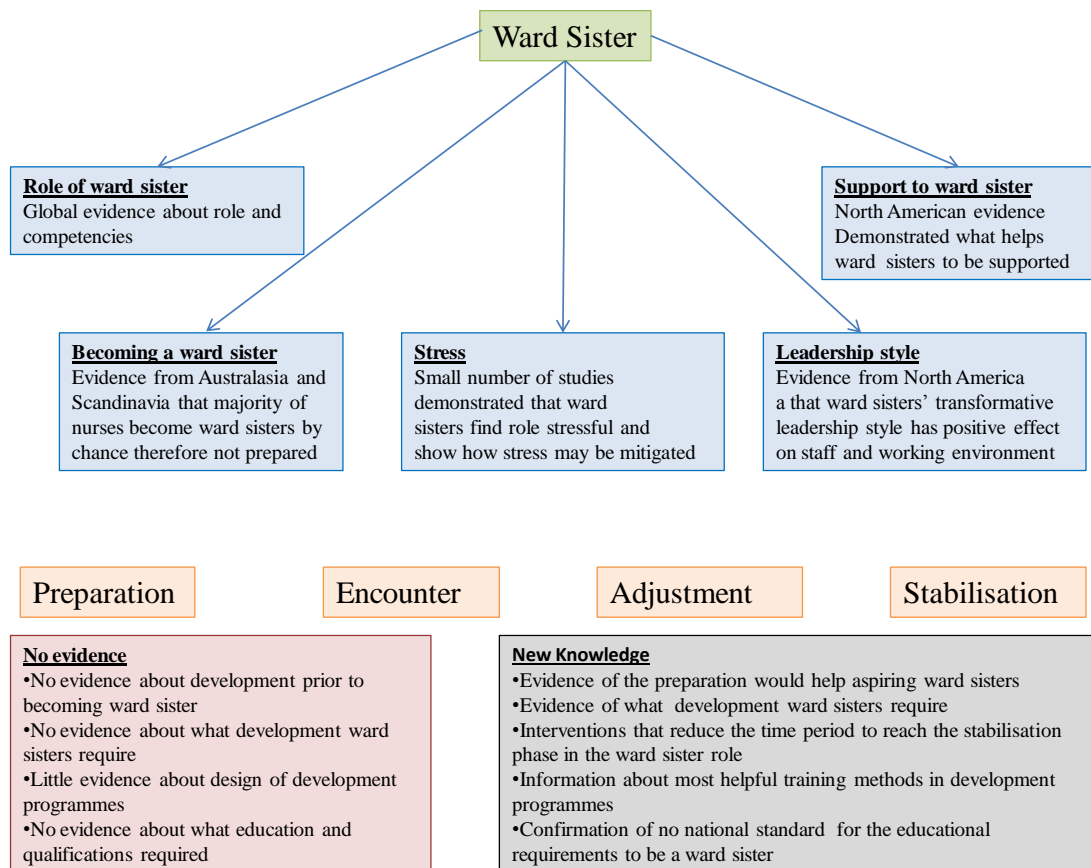 Ward Sister
Role of ward sister
Global evidence about role and
competencies
Support to ward sister
North American evidence
Demonstrated what helps
ward sisters to be supported
Becoming a ward sister
Evidence from Australasia and
Scandinavia that majority of
nurses become ward sisters by
chance therefore not prepared
Stress
Small number of studies
demonstrated that ward
sisters find role stressful and
show how stress may be mitigated
Leadership style
Evidence from North America
a that ward sisters’ transformative
leadership style has positive effect
on staff and working environment
Preparation
Encounter
Adjustment
Stabilisation
No evidence
•No evidence about development prior to
becoming ward sister
•No evidence about what development ward
sisters require
•Little evidence about design of development
programmes
•No evidence about what education and
qualifications required
New Knowledge
•Evidence of the preparation would help aspiring ward sisters
•Evidence of what development ward sisters require
•Interventions that reduce the time period to reach the stabilisation
phase in the ward sister role
•Information about most helpful training methods in development
programmes
•Confirmation of no national standard for the educational
requirements to be a ward sister